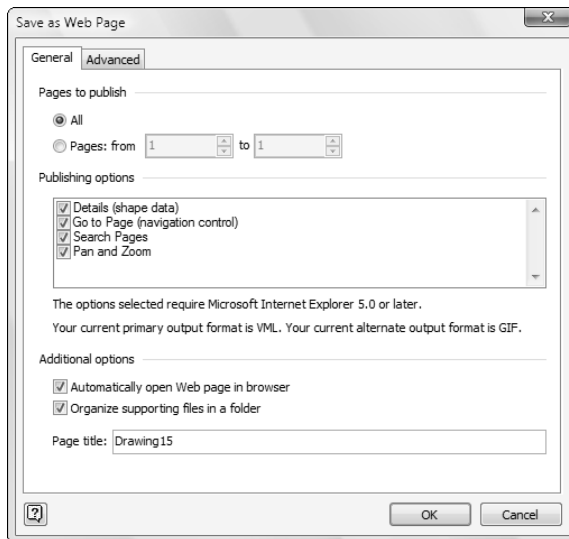 Save as Web Page
General Advanced
Pages to publish
All
Pages: from 1 to 1
Publishing options
Details (shape data)
Go to Page (navigation control)
Search Pages
Pan and Zoom
The options selected require Microsoft Internet Explorer 5.0 or later.
Your current primary output format is VML. Your current alternate output format is GIF.
Additional options
Automatically open Web page in browser
Organize supporting files in a folder
Page title: Drawing15
OK Cancel